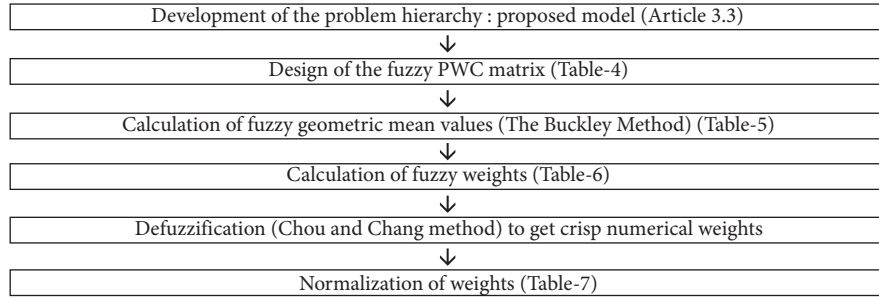 Development of the problem hierarchy : proposed model (Article 3.3)
Design of the fuzzy PWC matrix (Table-4)
Calculation of fuzzy geometric mean values (The Buckley Method) (Table-5)
Calculation of fuzzy weights (Table-6)
Defuzzification (Chou and Chang method) to get crisp numerical weights
Normalization of weights (Table-7)